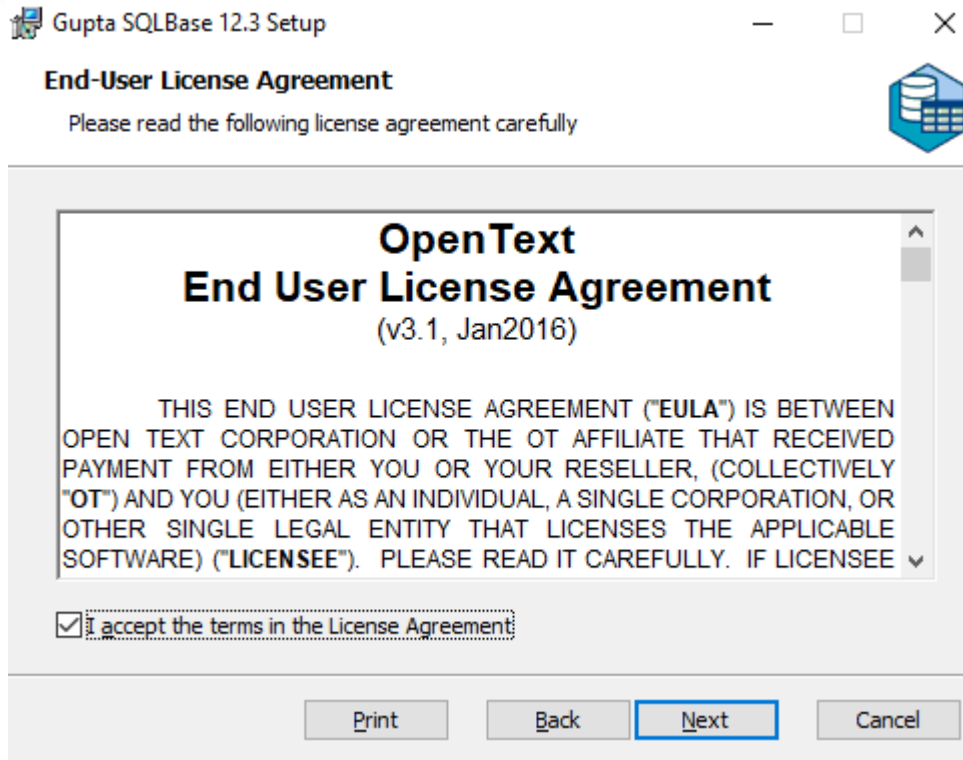 Gupta SQLBase 12.3 Setup
End-User License Agreement
Please read the following license agreement carefully
OpenText
End User License Agreement
(v3.1, Jan2016)
THIS END USER LICENSE AGREEMENT ("EULA") IS BETWEEN
OPEN TEXT CORPORATION OR THE OT AFFILIATE THAT RECEIVED
PAYMENT FROM EITHER YOU OR YOUR RESELLER, (COLLECTIVELY
"OT") AND YOU (EITHER AS AN INDIVIDUAL, A SINGLE CORPORATION, OR
OTHER SINGLE LEGAL ENTITY THAT LICENSES THE APPLICABLE
SOFTWARE) ("LICENSEE"). PLEASE READ IT CAREFULLY. IF LICENSEE
I accept the terms in the License Agreement
Print Back Next Cancel